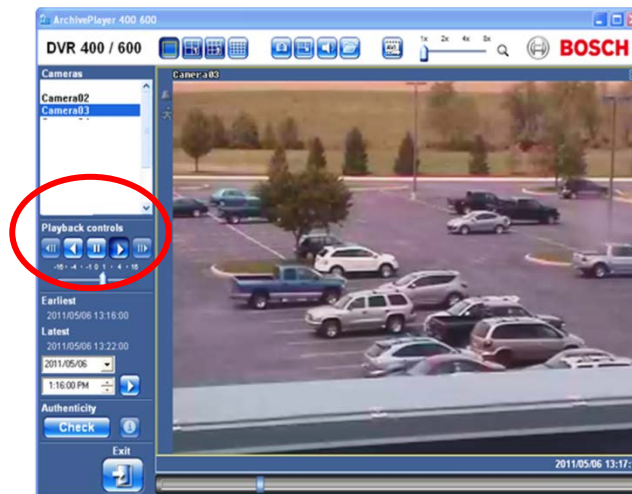 ArchivePlayer 400 600
DVR 400 / 600
1x 2x 4x 8x
BOSCH
Cameras
Camera02
Camera03
Camera03
Playback controls
-16 · -4 · -1 0 1 · 4 · 16
Earliest
2011/05/06 13:16:00
Latest
2011/05/06 13:22:00
2011/05/06
1:16:00 PM
Authenticity
Check
Exit
2011/05/06 13:17: